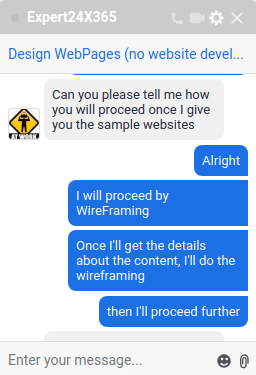 Expert24X365
Design WebPages (no website devel...
Can you please tell me how
you will proceed once I give
you the sample websites
AT WORK
Alright
I will proceed by
WireFraming
Once I'll get the details
about the content, I'll do the
wireframing
then I'll proceed further
Enter your message...